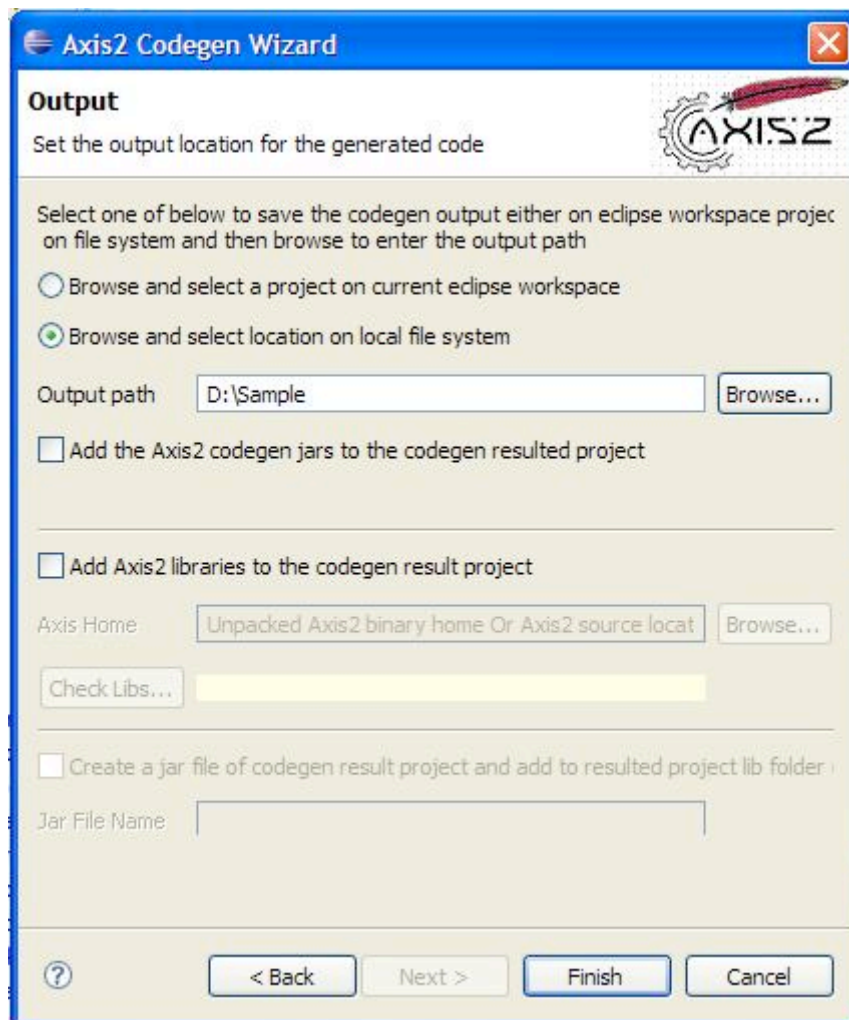 Axis2 Codegen Wizard
Output
Set the output location for the generated code
AXIS2
Select one of below to save the codegen output either on eclipse workspace projec
on file system and then browse to enter the output path
Browse and select a project on current eclipse workspace
Browse and select location on local file system
Output path D:\Sample Browse...
Add the Axis2 codegen jars to the codegen resulted project
Add Axis2 libraries to the codegen result project
Axis Home Unpacked Axis2 binary home Or Axis2 source locat Browse...
Check Libs...
Create a jar file of codegen result project and add to resulted project lib folder
Jar File Name
? < Back Next > Finish Cancel